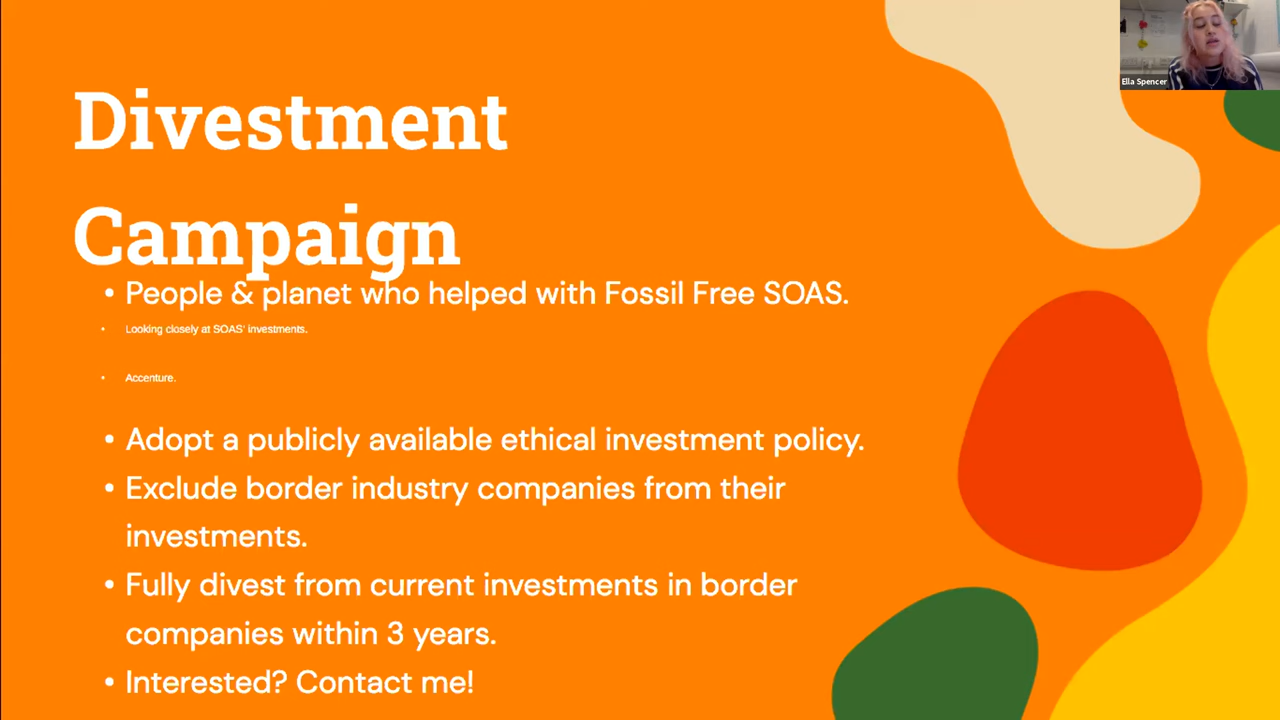 Ella Spencer
Divestment
Campaign
• People & planet who helped with Fossil Free SOAS.
• Looking closely at SOAS' investments.
• Accenture.
• Adopt a publicly available ethical investment policy.
• Exclude border industry companies from their
investments.
• Fully divest from current investments in border
companies within 3 years.
• Interested? Contact me!